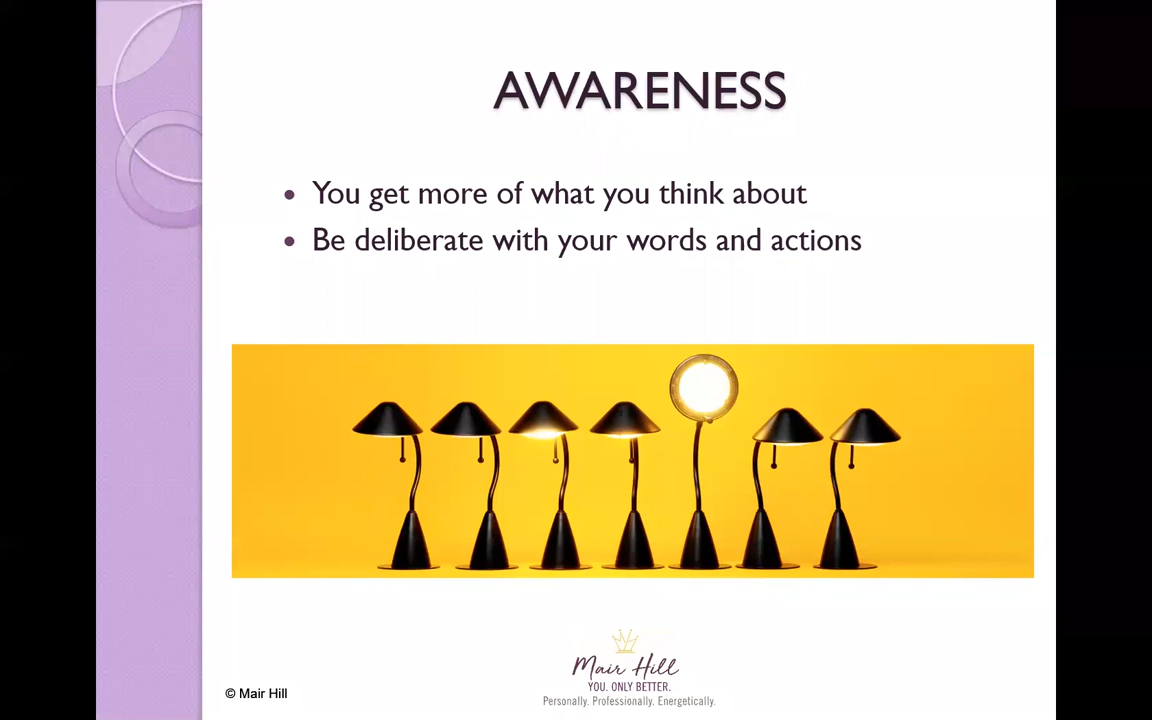 AWARENESS
• You get more of what you think about
• Be deliberate with your words and actions
Mair Hill
YOU. ONLY BETTER.
Personally. Professionally. Energetically.
© Mair Hill